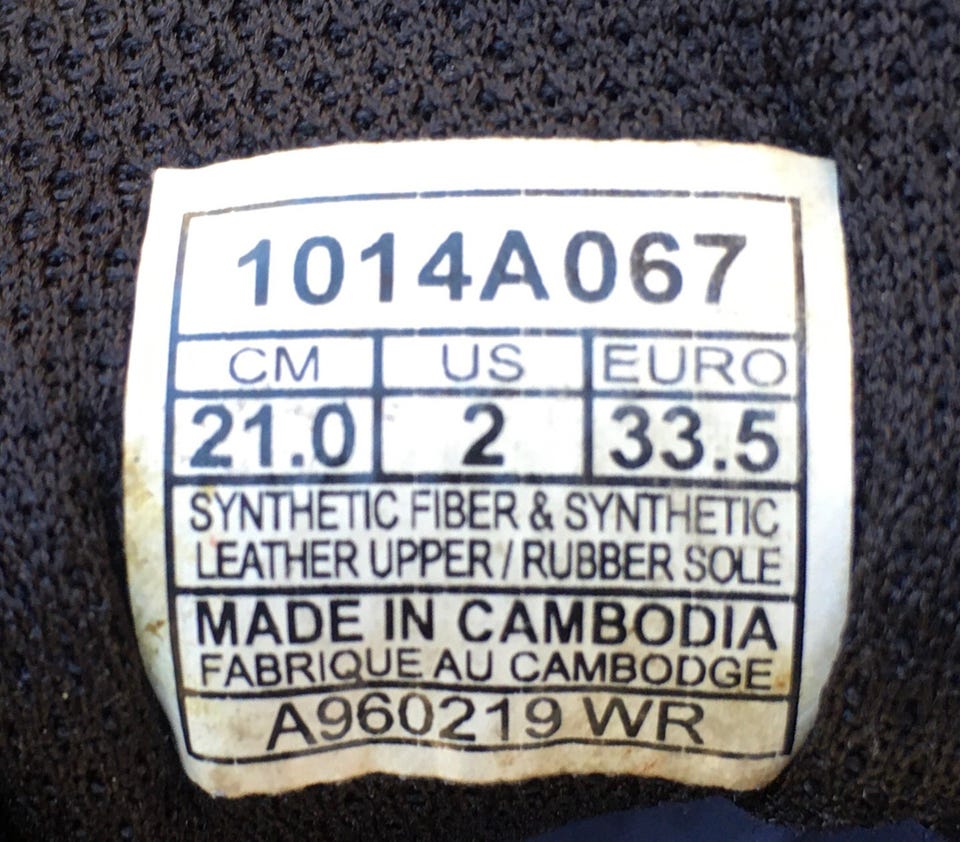 1014A067
CM US EURO
21.0 2 33.5
SYNTHETIC FIBER & SYNTHETIC
LEATHER UPPER / RUBBER SOLE
MADE IN CAMBODIA
FABRIQUE AU CAMBODGE
A960219 WR